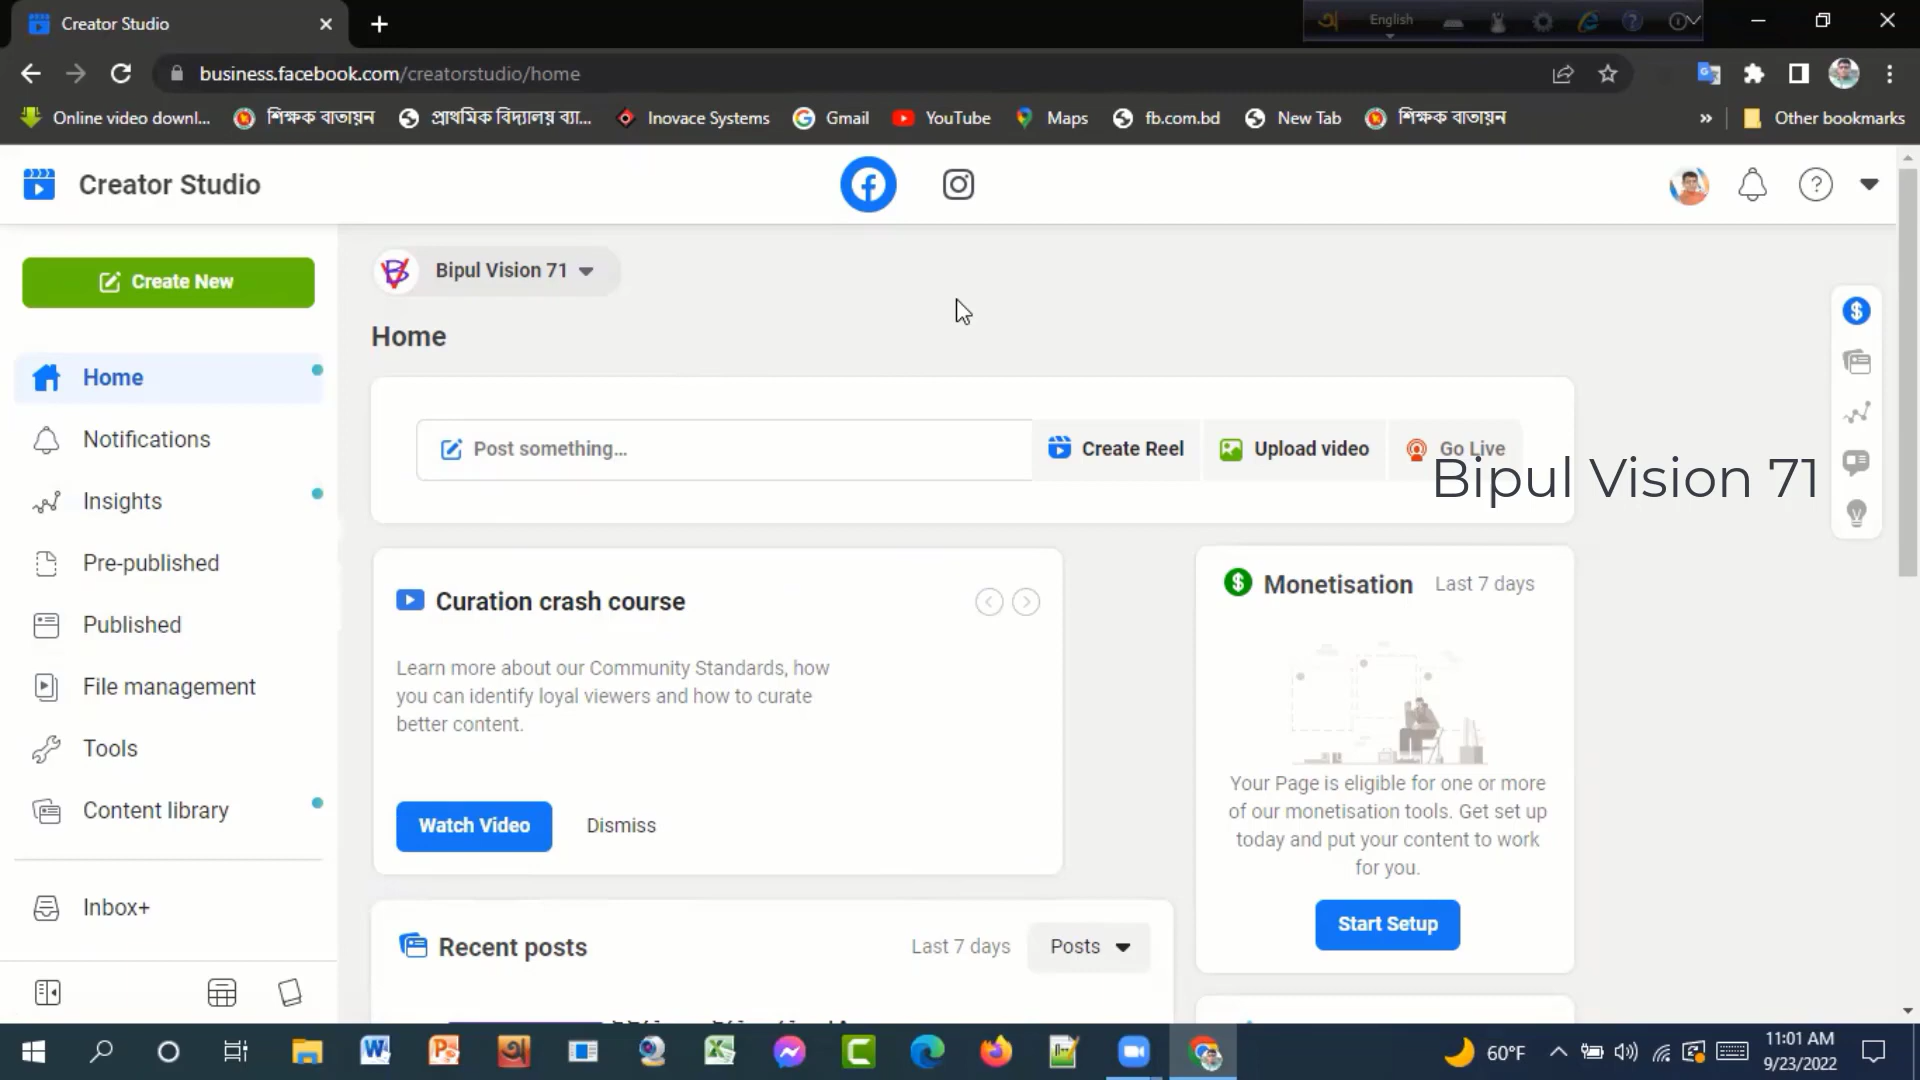 Creator Studio
English
business.facebook.com/creatorstudio/home
Online video downl...
শিক্ষক বাতায়ন
প্রাথমিক বিদ্যালয় ব্যা...
Inovace Systems
Gmail
YouTube
Maps
fb.com.bd
New Tab
শিক্ষক বাতায়ন
Other bookmarks
Creator Studio
Create New
Bipul Vision 71
Home
Home
Notifications
Insights
Pre-published
Published
File management
Tools
Content library
Inbox+
Post something...
Create Reel
Upload video
Go Live
Bipul Vision 71
Curation crash course
Learn more about our Community Standards, how
you can identify loyal viewers and how to curate
better content.
Watch Video
Dismiss
Monetisation
Last 7 days
Your Page is eligible for one or more
of our monetisation tools. Get set up
today and put your content to work
for you.
Start Setup
Recent posts
Last 7 days
Posts
60°F
11:01 AM
9/23/2022